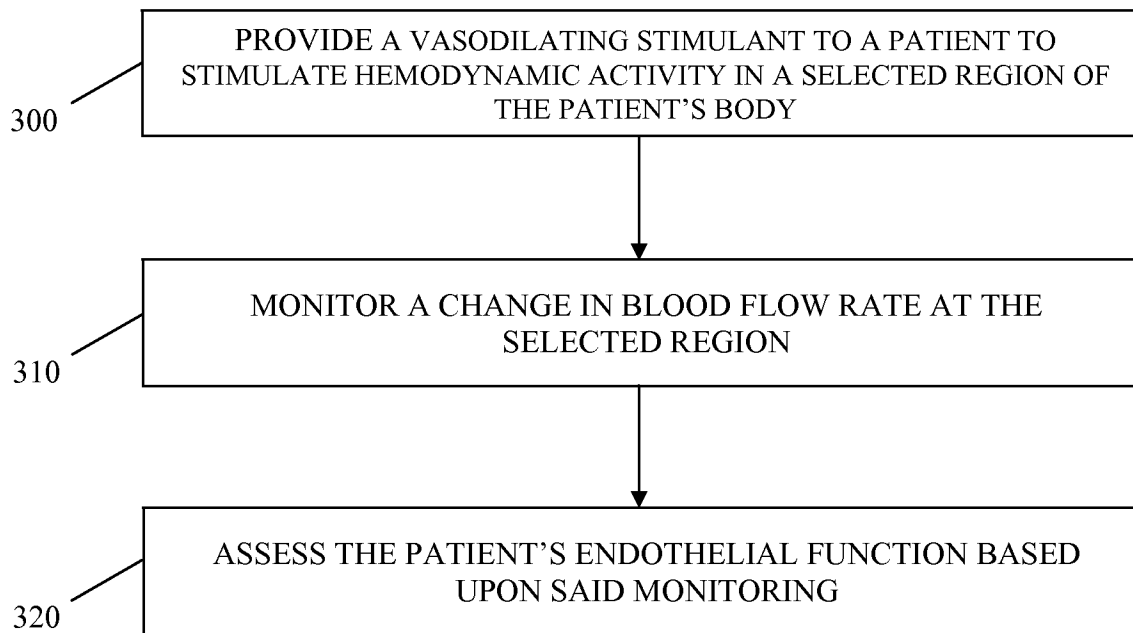 PROVIDE A VASODILATING STIMULANT TO A PATIENT TO
STIMULATE HEMODYNAMIC ACTIVITY IN A SELECTED REGION OF
THE PATIENT'S BODY
300
MONITOR A CHANGE IN BLOOD FLOW RATE AT THE
SELECTED REGION
310
ASSESS THE PATIENT'S ENDOTHELIAL FUNCTION BASED
UPON SAID MONITORING
320